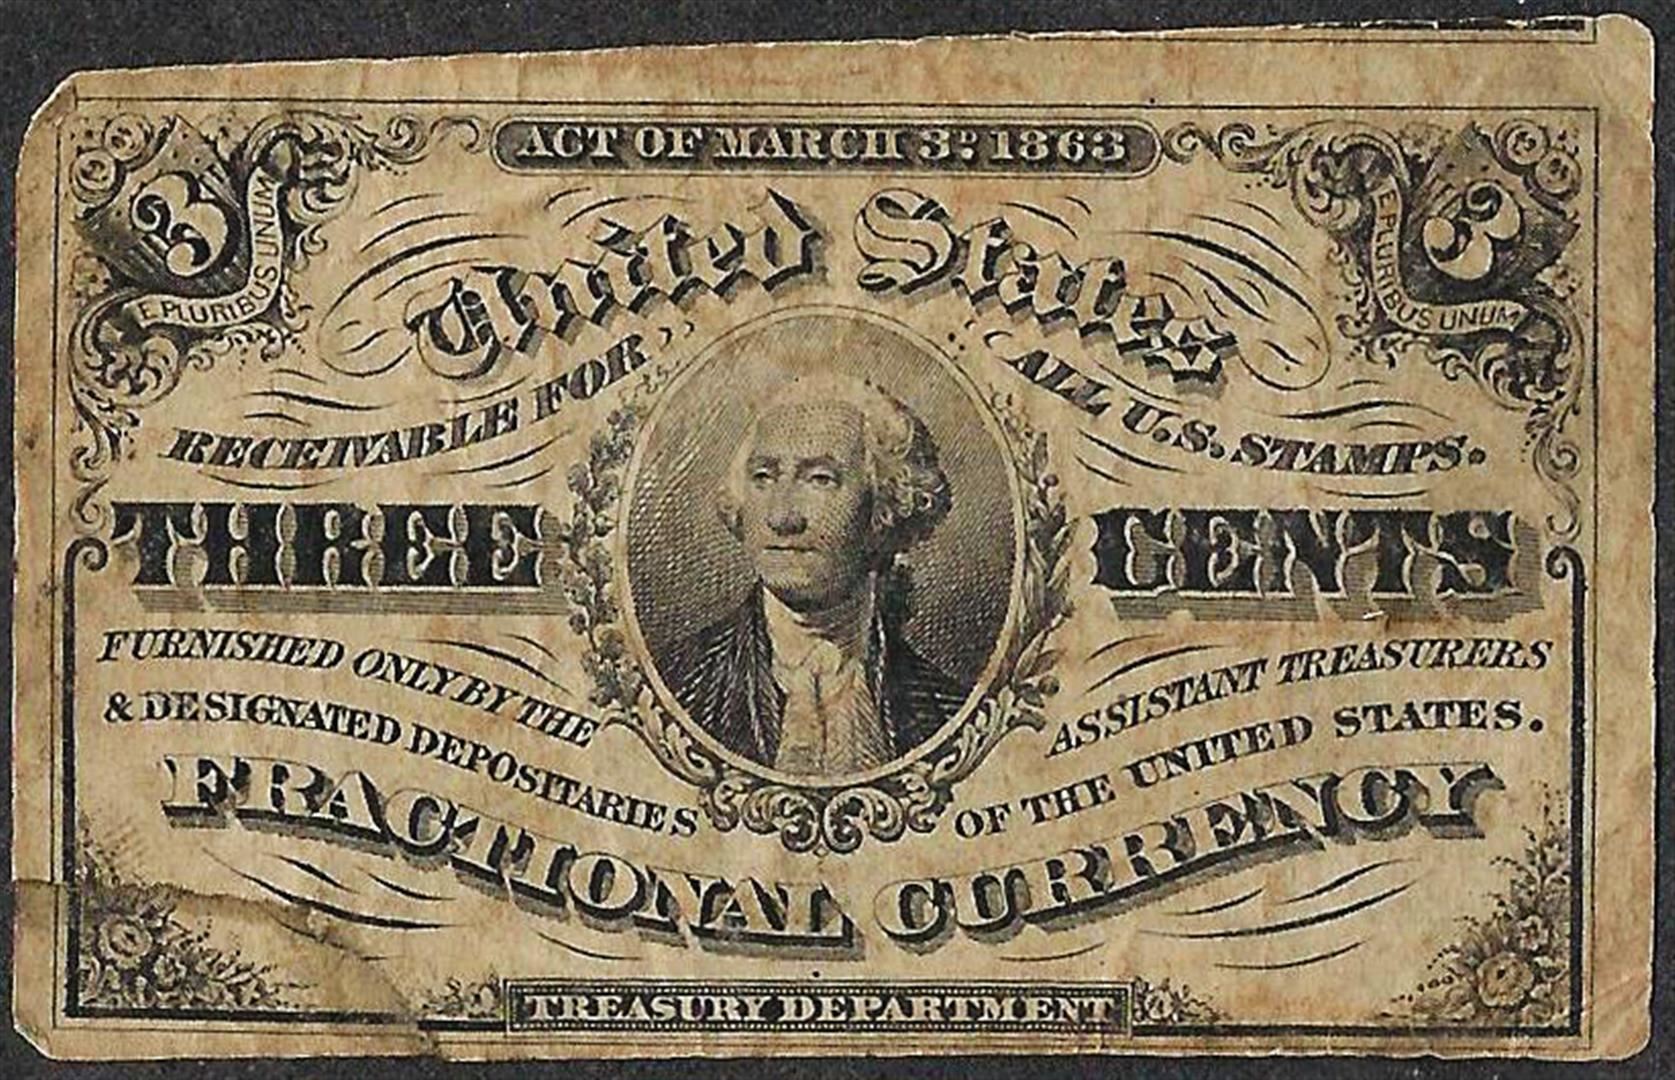 ACT OF MARCH 3D. 1863
3
E PLURIBUS UNUM
3
E PLURIBUS UNUM
United States
RECEIVABLE FOR ALL U.S. STAMPS.
THREE CENTS
FURNISHED ONLY BY THE ASSISTANT TREASURERS
& DESIGNATED DEPOSITARIES OF THE UNITED STATES.
FRACTIONAL CURRENCY
TREASURY DEPARTMENT